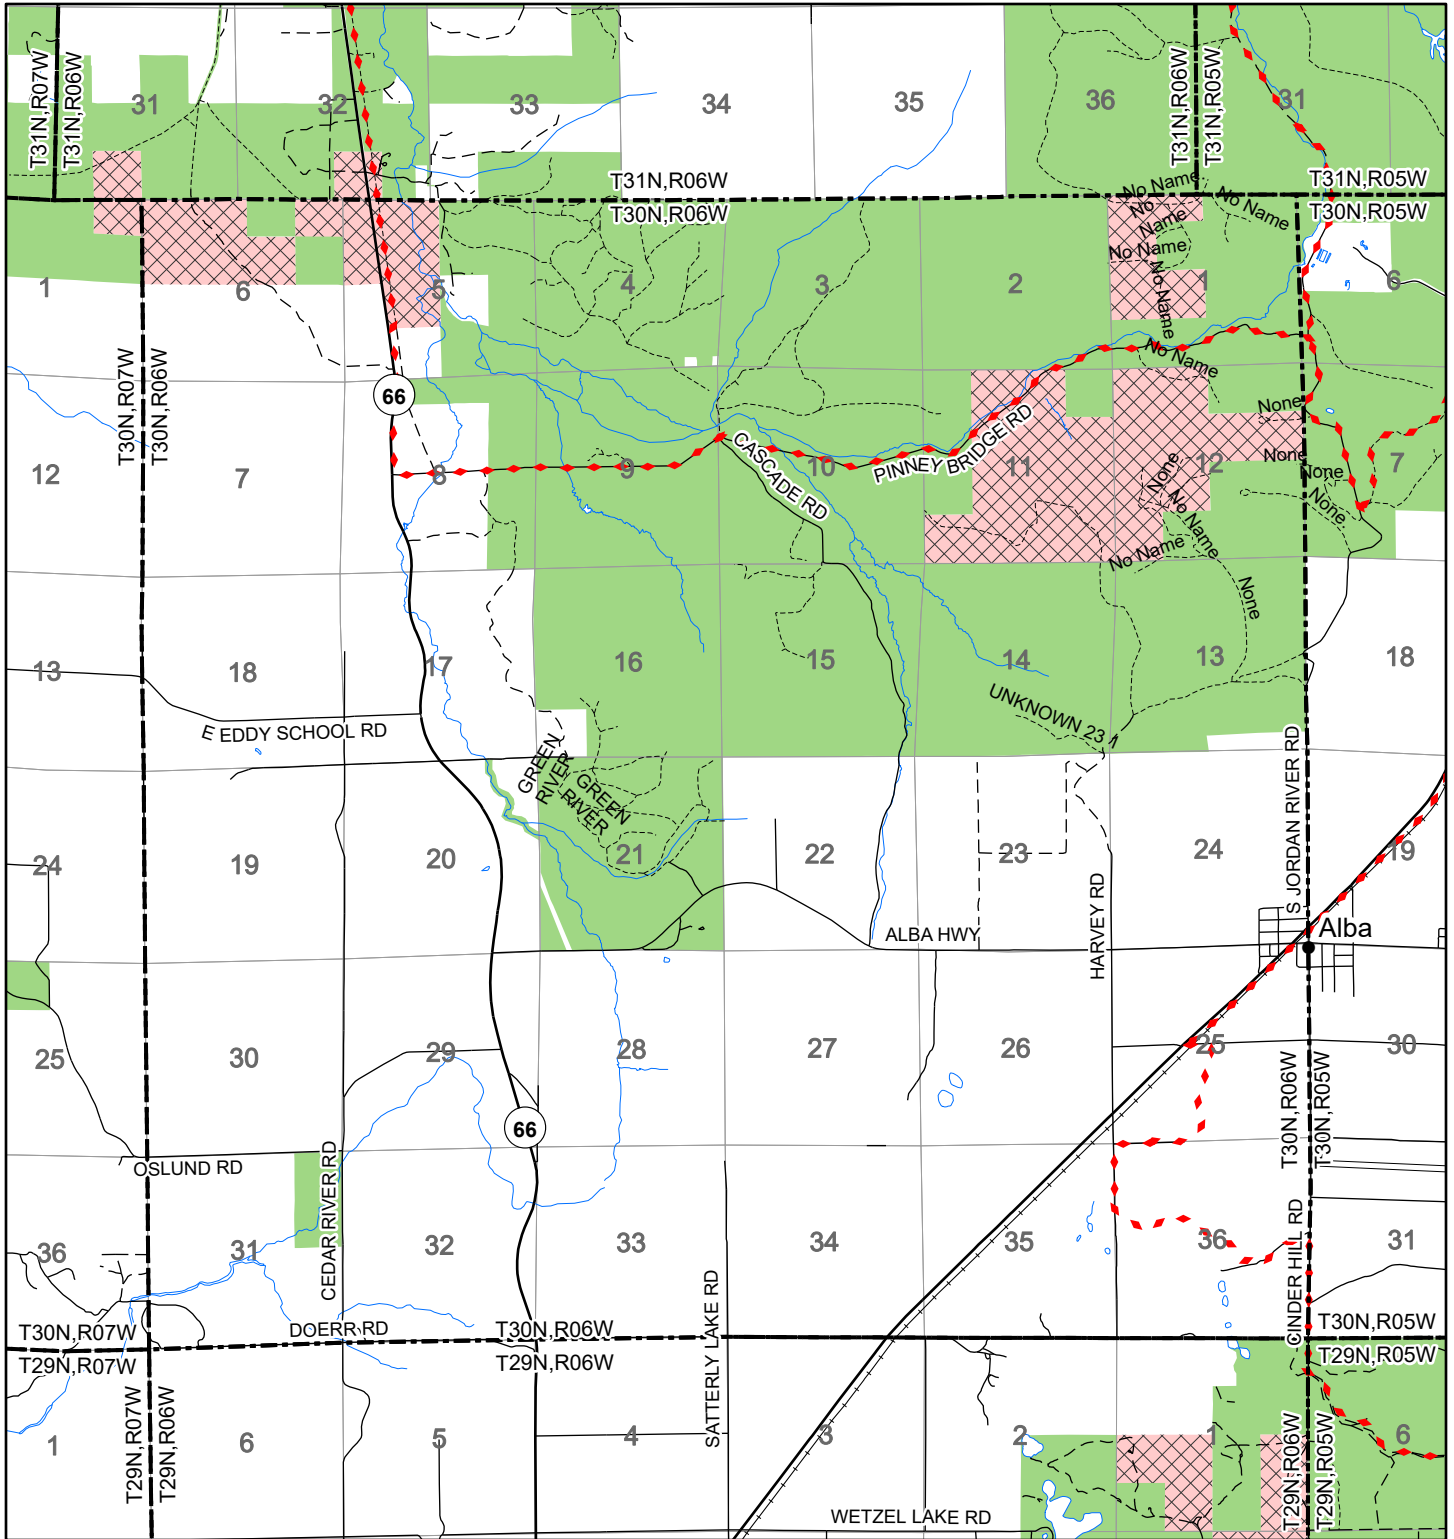 31
32
33
34
35
36
31
T31N,R07W
T31N,R06W
T31N,R06W
T31N,R05W
T31N,R06W
T30N,R06W
T31N,R05W
T30N,R05W
No Name
No
Name
No Name
No Name
No Name
No Name
1
6
5
4
3
2
1
6
T30N,R07W
T30N,R06W
66
None
None
None
None
None
No Name
No Name
None
12
7
8
9
10
11
12
7
CASCADE RD
PINNEY BRIDGE RD
13
18
17
16
15
14
13
18
E EDDY SCHOOL RD
UNKNOWN 23 1
GREEN
RIVER
GREEN
RIVER
S JORDAN RIVER RD
24
19
20
21
22
23
24
19
HARVEY RD
ALBA HWY
Alba
25
30
29
28
27
26
25
30
66
T30N,R06W
T30N,R05W
OSLUND RD
CEDAR RIVER RD
36
31
32
33
34
35
36
31
SATTERLY LAKE RD
CINDER HILL RD
DOERR RD
T30N,R07W
T29N,R07W
T30N,R06W
T29N,R06W
T30N,R05W
T29N,R05W
T29N,R07W
T29N,R06W
T29N,R06W
T29N,R05W
1
6
5
4
3
2
1
6
WETZEL LAKE RD